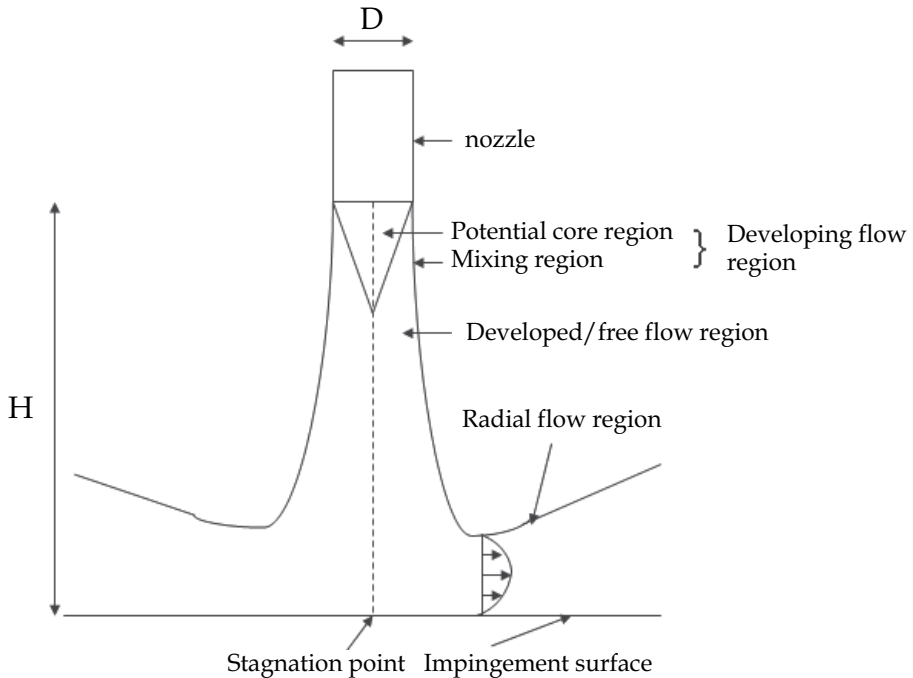 D
nozzle
Potential core region
Mixing region
} Developing flow
region
Developed/free flow region
H
Radial flow region
Stagnation point
Impingement surface